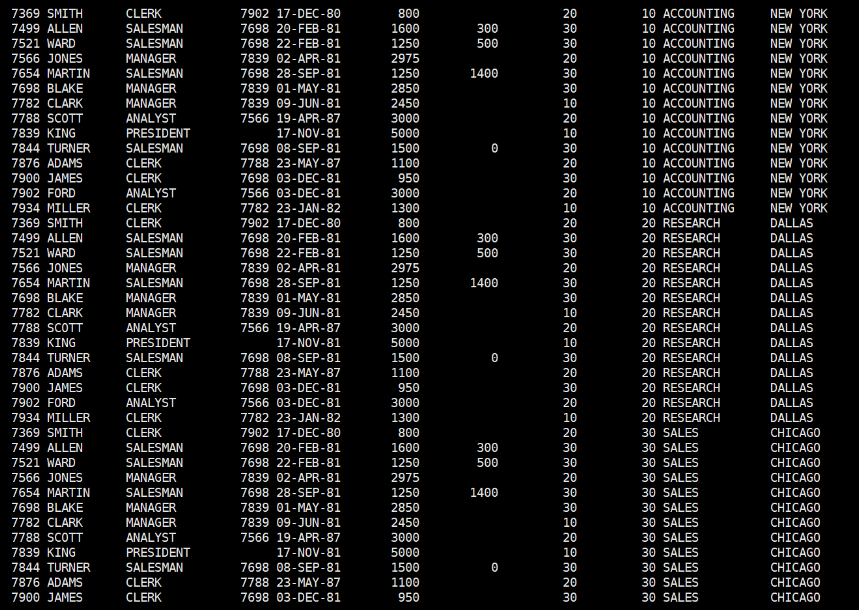 7369 SMITH CLERK 7902 17-DEC-80 800 20 10 ACCOUNTING NEW YORK
7499 ALLEN SALESMAN 7698 20-FEB-81 1600 300 30 10 ACCOUNTING NEW YORK
7521 WARD SALESMAN 7698 22-FEB-81 1250 500 30 10 ACCOUNTING NEW YORK
7566 JONES MANAGER 7839 02-APR-81 2975 20 10 ACCOUNTING NEW YORK
7654 MARTIN SALESMAN 7698 28-SEP-81 1250 1400 30 10 ACCOUNTING NEW YORK
7698 BLAKE MANAGER 7839 01-MAY-81 2850 30 10 ACCOUNTING NEW YORK
7782 CLARK MANAGER 7839 09-JUN-81 2450 10 10 ACCOUNTING NEW YORK
7788 SCOTT ANALYST 7566 19-APR-87 3000 20 10 ACCOUNTING NEW YORK
7839 KING PRESIDENT 17-NOV-81 5000 10 10 ACCOUNTING NEW YORK
7844 TURNER SALESMAN 7698 08-SEP-81 1500 0 30 10 ACCOUNTING NEW YORK
7876 ADAMS CLERK 7788 23-MAY-87 1100 20 10 ACCOUNTING NEW YORK
7900 JAMES CLERK 7698 03-DEC-81 950 30 10 ACCOUNTING NEW YORK
7902 FORD ANALYST 7566 03-DEC-81 3000 20 10 ACCOUNTING NEW YORK
7934 MILLER CLERK 7782 23-JAN-82 1300 10 10 ACCOUNTING NEW YORK
7369 SMITH CLERK 7902 17-DEC-80 800 20 20 RESEARCH DALLAS
7499 ALLEN SALESMAN 7698 20-FEB-81 1600 300 30 20 RESEARCH DALLAS
7521 WARD SALESMAN 7698 22-FEB-81 1250 500 30 20 RESEARCH DALLAS
7566 JONES MANAGER 7839 02-APR-81 2975 20 20 RESEARCH DALLAS
7654 MARTIN SALESMAN 7698 28-SEP-81 1250 1400 30 20 RESEARCH DALLAS
7698 BLAKE MANAGER 7839 01-MAY-81 2850 30 20 RESEARCH DALLAS
7782 CLARK MANAGER 7839 09-JUN-81 2450 10 20 RESEARCH DALLAS
7788 SCOTT ANALYST 7566 19-APR-87 3000 20 20 RESEARCH DALLAS
7839 KING PRESIDENT 17-NOV-81 5000 10 20 RESEARCH DALLAS
7844 TURNER SALESMAN 7698 08-SEP-81 1500 0 30 20 RESEARCH DALLAS
7876 ADAMS CLERK 7788 23-MAY-87 1100 20 20 RESEARCH DALLAS
7900 JAMES CLERK 7698 03-DEC-81 950 30 20 RESEARCH DALLAS
7902 FORD ANALYST 7566 03-DEC-81 3000 20 20 RESEARCH DALLAS
7934 MILLER CLERK 7782 23-JAN-82 1300 10 20 RESEARCH DALLAS
7369 SMITH CLERK 7902 17-DEC-80 800 20 30 SALES CHICAGO
7499 ALLEN SALESMAN 7698 20-FEB-81 1600 300 30 30 SALES CHICAGO
7521 WARD SALESMAN 7698 22-FEB-81 1250 500 30 30 SALES CHICAGO
7566 JONES MANAGER 7839 02-APR-81 2975 20 30 SALES CHICAGO
7654 MARTIN SALESMAN 7698 28-SEP-81 1250 1400 30 30 SALES CHICAGO
7698 BLAKE MANAGER 7839 01-MAY-81 2850 30 30 SALES CHICAGO
7782 CLARK MANAGER 7839 09-JUN-81 2450 10 30 SALES CHICAGO
7788 SCOTT ANALYST 7566 19-APR-87 3000 20 30 SALES CHICAGO
7839 KING PRESIDENT 17-NOV-81 5000 10 30 SALES CHICAGO
7844 TURNER SALESMAN 7698 08-SEP-81 1500 0 30 30 SALES CHICAGO
7876 ADAMS CLERK 7788 23-MAY-87 1100 20 30 SALES CHICAGO
7900 JAMES CLERK 7698 03-DEC-81 950 30 30 SALES CHICAGO